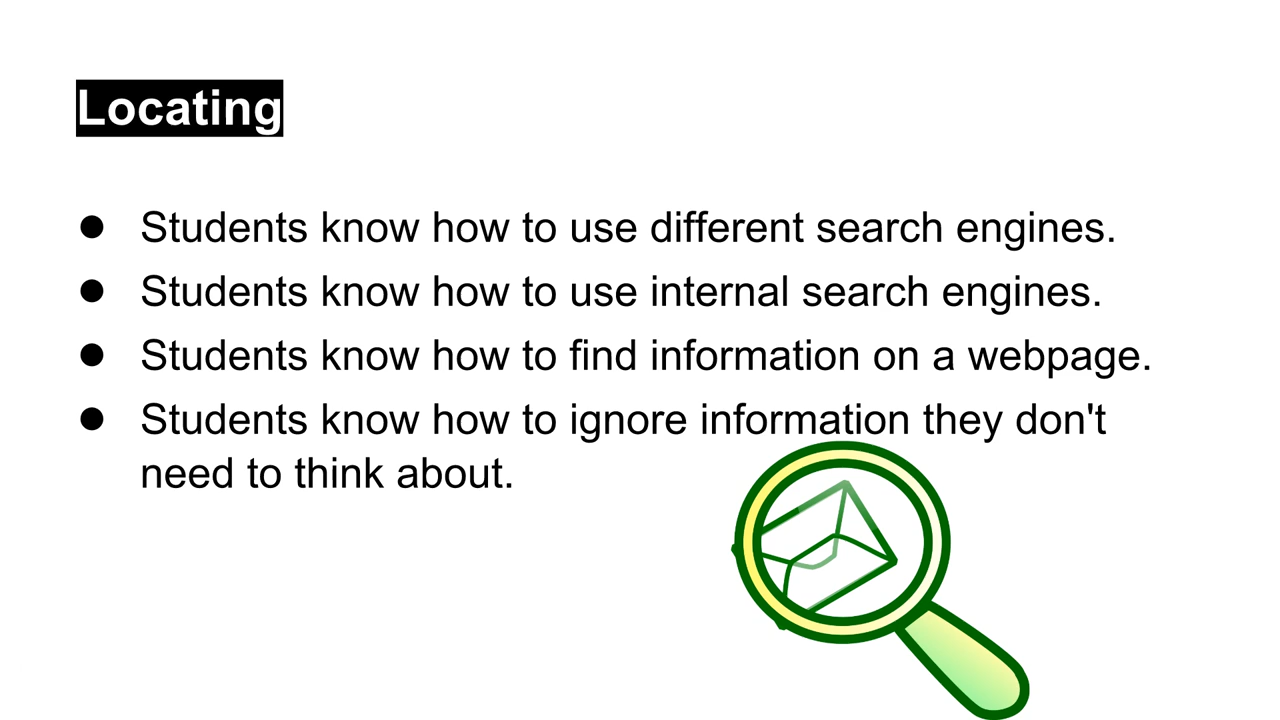 Locating
● Students know how to use different search engines.
● Students know how to use internal search engines.
● Students know how to find information on a webpage.
● Students know how to ignore information they don't
need to think about.